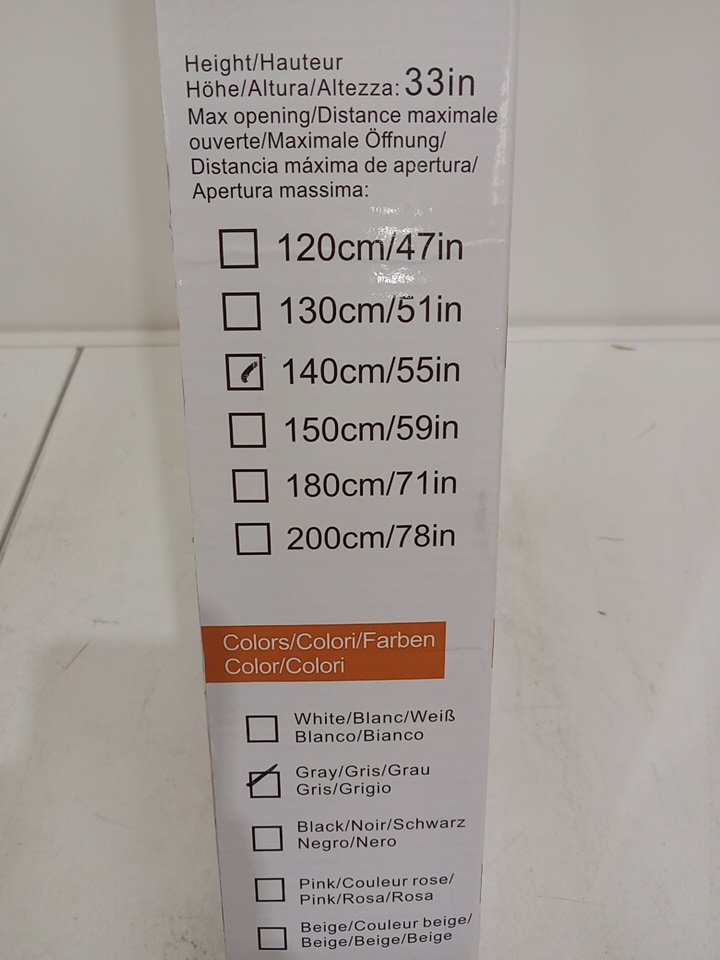 Height/Hauteur
Höhe/Altura/Altezza: 33in
Max opening/Distance maximale
ouverte/Maximale Öffnung/
Distancia máxima de apertura/
Apertura massima:
120cm/47in
130cm/51in
140cm/55in
150cm/59in
180cm/71in
200cm/78in
Colors/Colori/Farben
Color/Colori
White/Blanc/Weiß
Blanco/Bianco
Gray/Gris/Grau
Gris/Grigio
Black/Noir/Schwarz
Negro/Nero
Pink/Couleur rose/
Pink/Rosa/Rosa
Beige/Couleur beige/
Beige/Beige/Beige